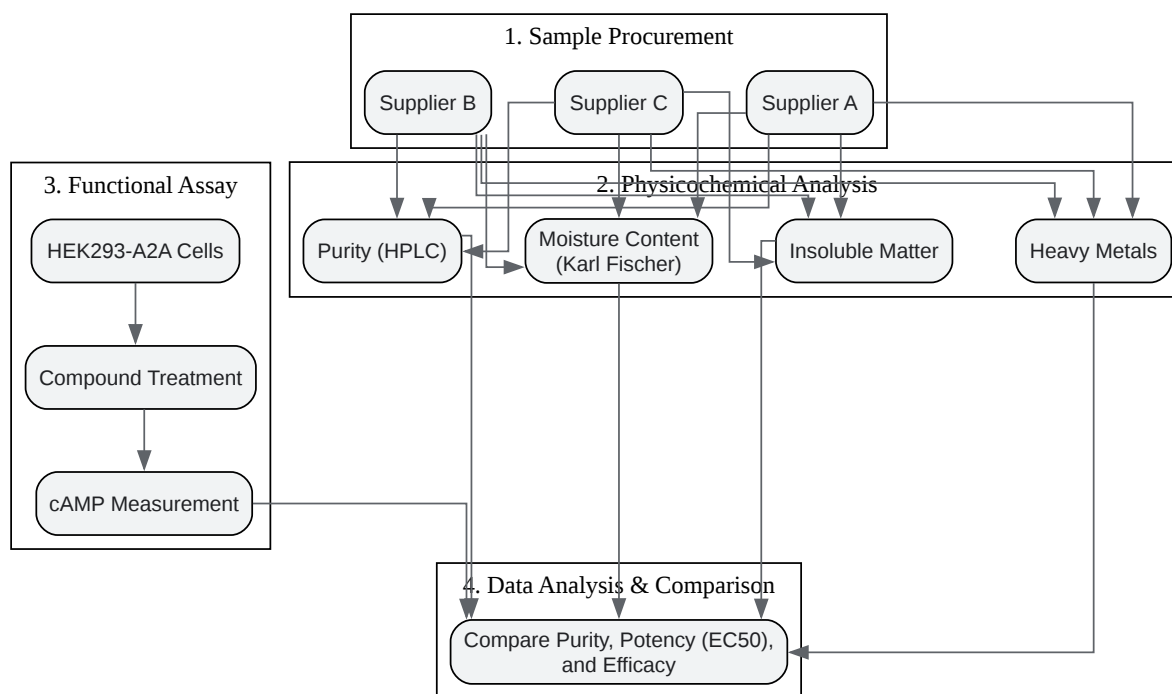 1. Sample Procurement
Supplier B
Supplier C
Supplier A
3. Functional Assay
2. Physicochemical Analysis
HEK293-A2A Cells
Purity (HPLC)
Moisture Content
(Karl Fischer)
Insoluble Matter
Heavy Metals
Compound Treatment
cAMP Measurement
4. Data Analysis & Comparison
Compare Purity, Potency (EC50),
and Efficacy